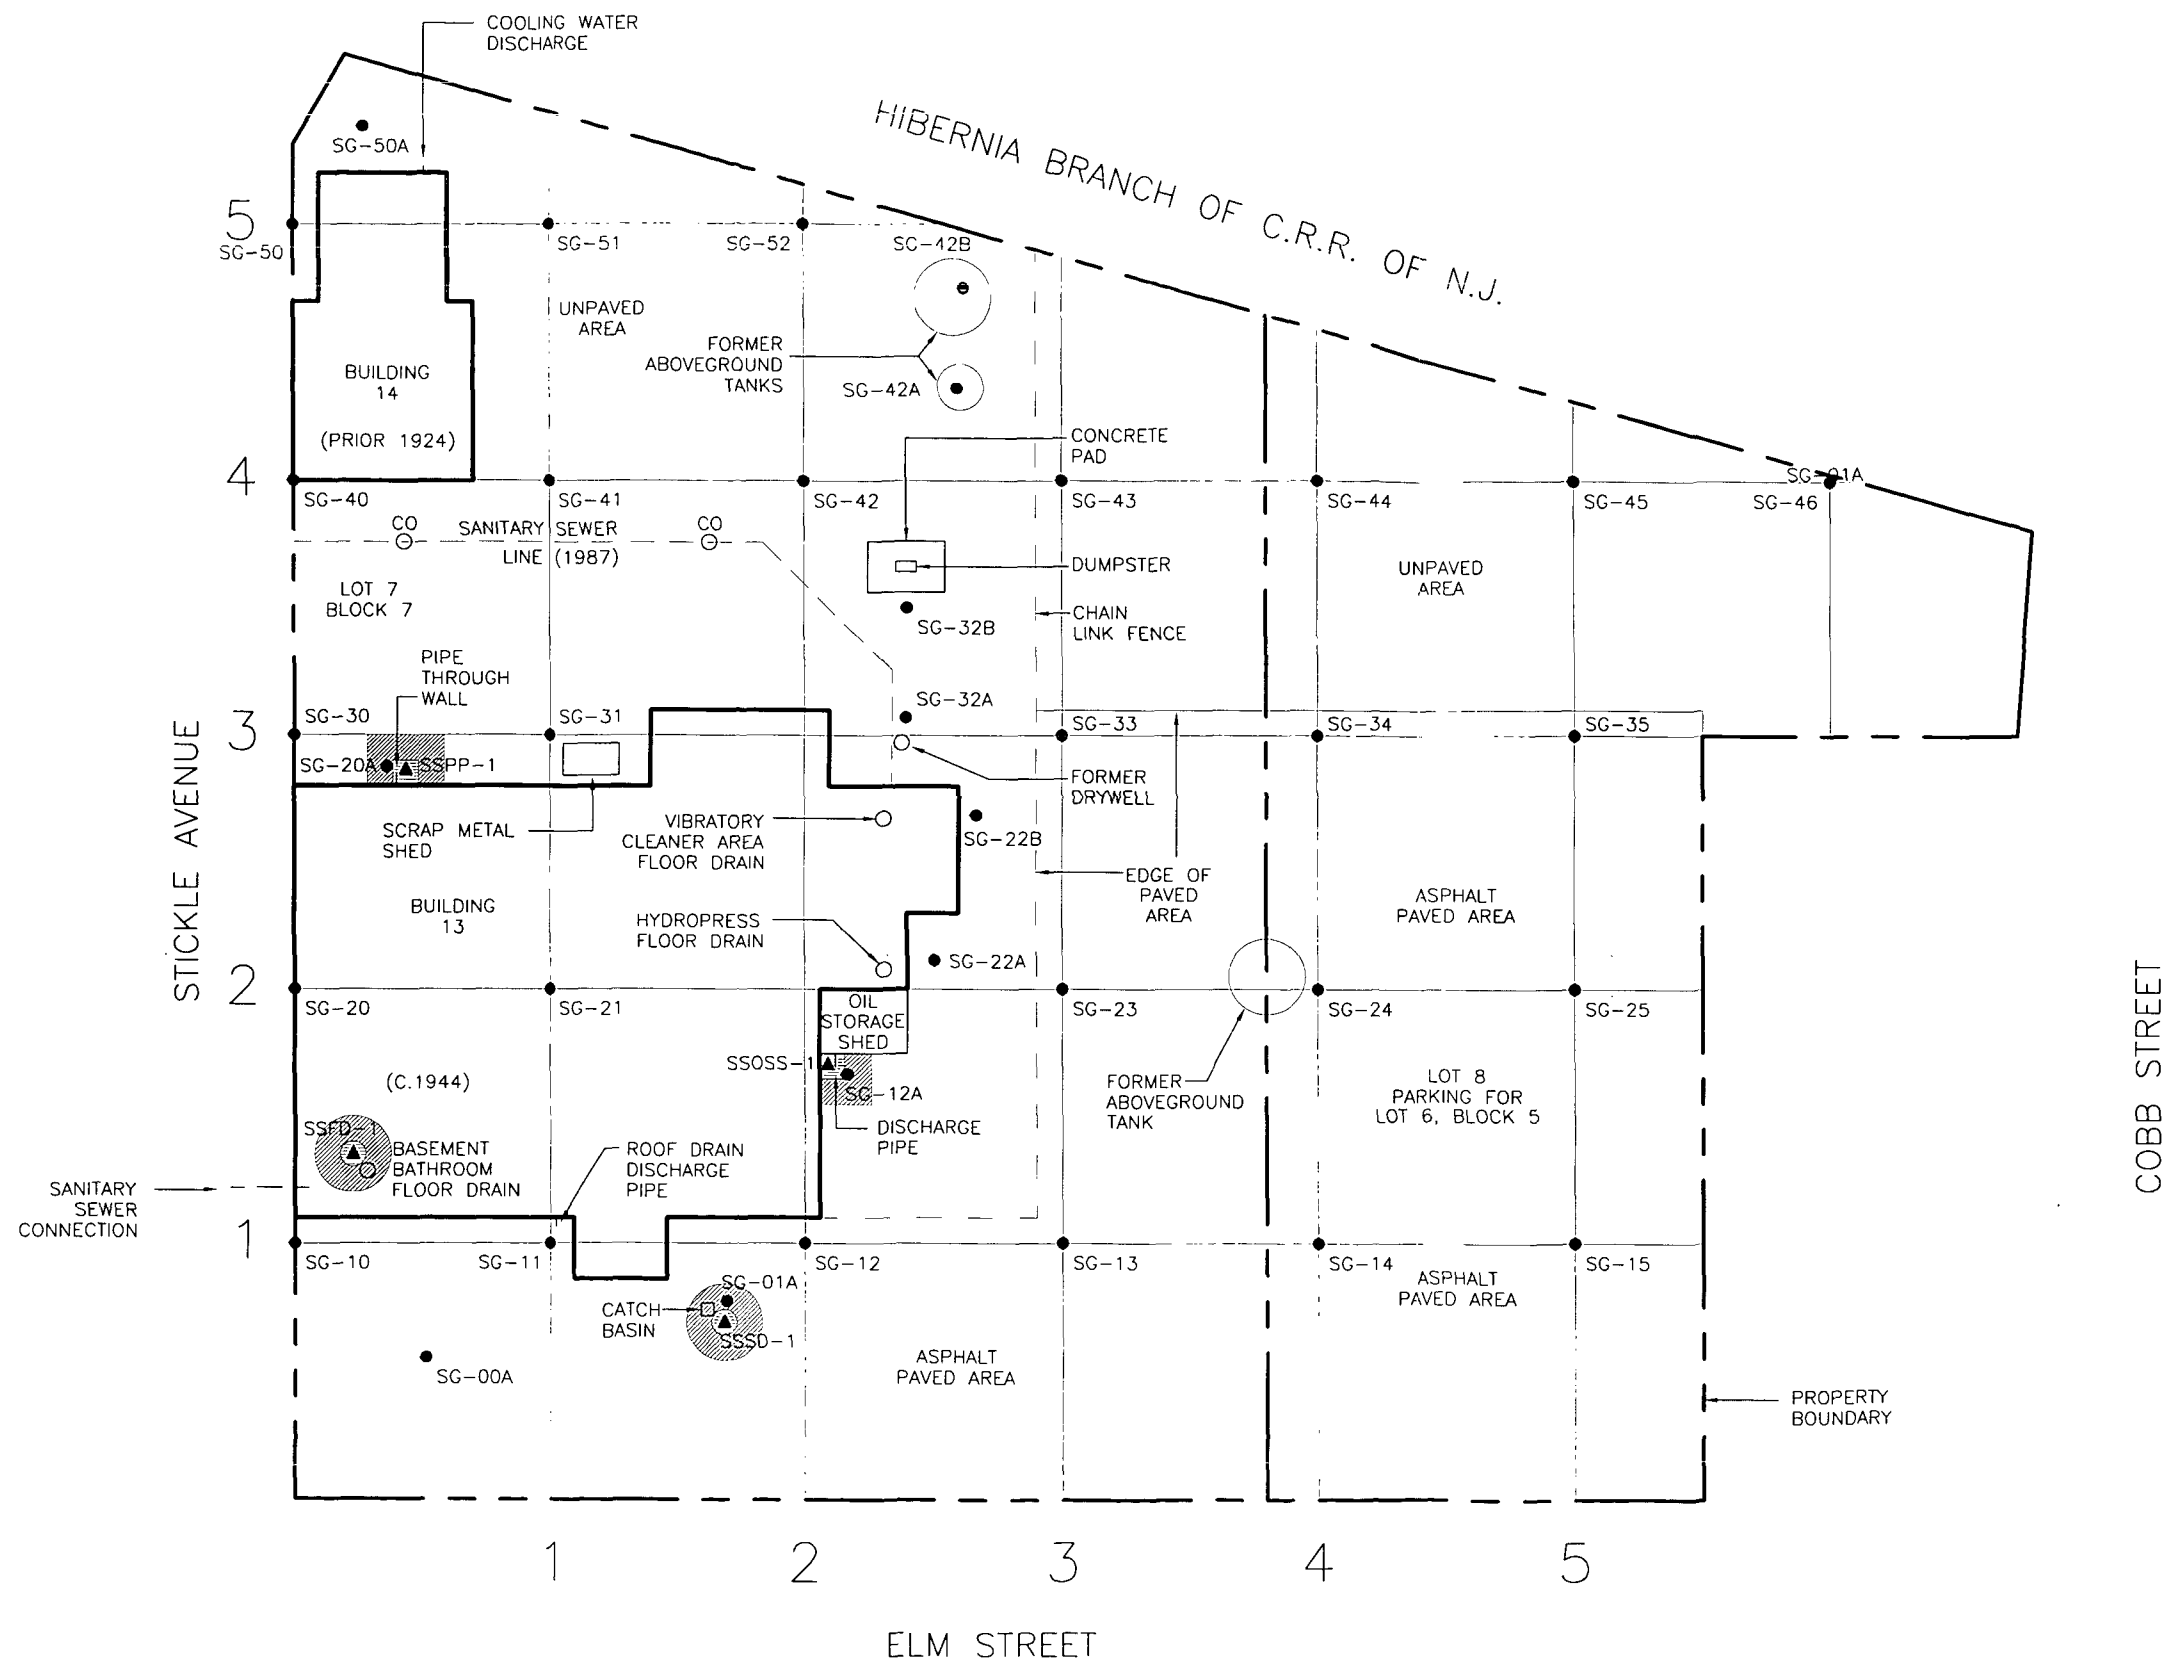 COOLING WATER
DISCHARGE
HIBERNIA BRANCH OF C.R.R. OF N.J.
SG-50A
5
SG-50
SG-51
SG-52
SC-42B
UNPAVED
AREA
FORMER
ABOVEGROUND
TANKS
SG-42A
BUILDING
14
(PRIOR 1924)
CONCRETE
PAD
4
SG-40
SG-41
SG-42
SG-43
SG-44
SG-45
SG-46
SG-01A
CO
SANITARY SEWER
LINE (1987)
CO
DUMPSTER
UNPAVED
AREA
LOT 7
BLOCK 7
SG-32B
CHAIN
LINK FENCE
PIPE
THROUGH
WALL
SG-32A
3
SG-30
SG-31
SG-33
SG-34
SG-35
SG-20A
SSPP-1
FORMER
DRYWELL
STICKLE AVENUE
SCRAP METAL
SHED
VIBRATORY
CLEANER AREA
FLOOR DRAIN
SG-22B
EDGE OF
PAVED
AREA
ASPHALT
PAVED AREA
BUILDING
13
HYDROPRESS
FLOOR DRAIN
SG-22A
2
SG-20
SG-21
OIL
STORAGE
SHED
SG-23
SG-24
SG-25
COBB STREET
SSOSS-1
SG-12A
(C.1944)
FORMER
ABOVEGROUND
TANK
LOT 8
PARKING FOR
LOT 6, BLOCK 5
DISCHARGE
PIPE
SSFD-1
BASEMENT
BATHROOM
FLOOR DRAIN
ROOF DRAIN
DISCHARGE
PIPE
SANITARY
SEWER
CONNECTION
1
SG-10
SG-11
SG-12
SG-13
SG-14
SG-15
SG-01A
CATCH
BASIN
SSSD-1
ASPHALT
PAVED AREA
SG-00A
ASPHALT
PAVED AREA
PROPERTY
BOUNDARY
1
2
3
4
5
ELM STREET